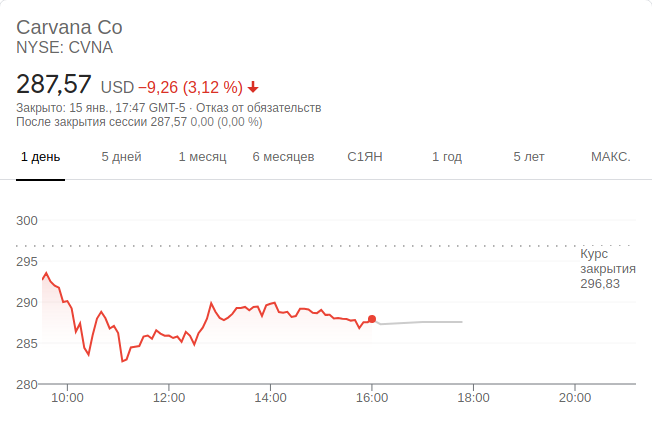 Carvana Co
NYSE: CVNA
287,57 USD −9,26 (3,12 %)
Закрыто: 15 янв., 17:47 GMT-5 · Отказ от обязательств
После закрытия сессии 287,57 0,00 (0,00 %)
1 день 5 дней 1 месяц 6 месяцев С1ЯН 1 год 5 лет МАКС.
300
Курс
закрытия
296,83
295
290
285
280
10:00 12:00 14:00 16:00 18:00 20:00